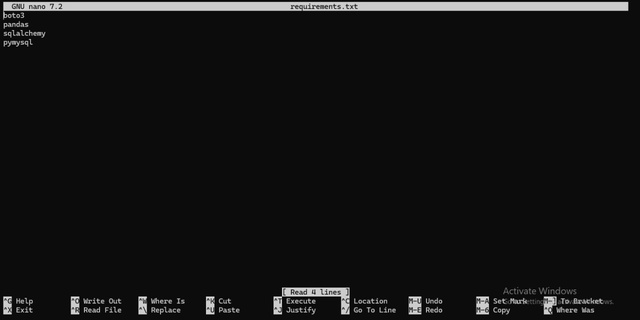 GNU nano 7.2 requirements.txt
boto3
pandas
sqlalchemy
pymysql
[ Read 4 lines ]
Activate Windows
^G Help ^O Write Out ^W Where Is ^K Cut ^T Execute ^C Location M-U Undo M-A Set Mark M-] To Bracket
^X Exit ^R Read File ^\ Replace ^U Paste ^J Justify ^/ Go To Line M-E Redo M-6 Copy ^Q Where Was